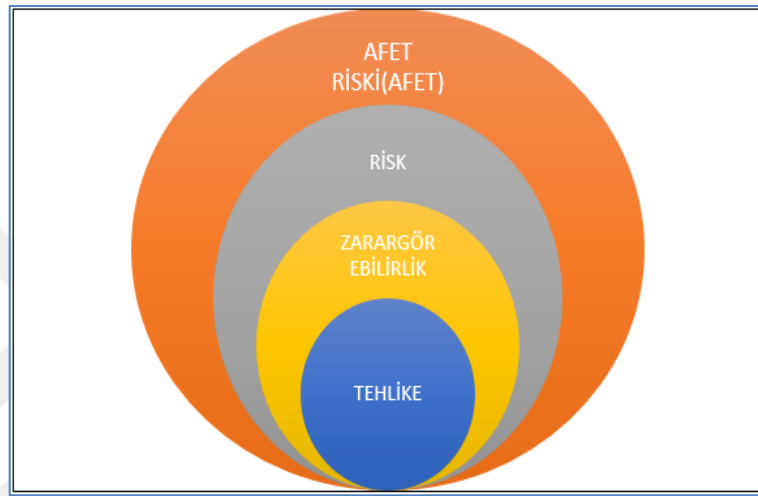 AFET
RİSKİ(AFET)
RİSK
ZARARGÖR
EBİLİRLİK
TEHLİKE